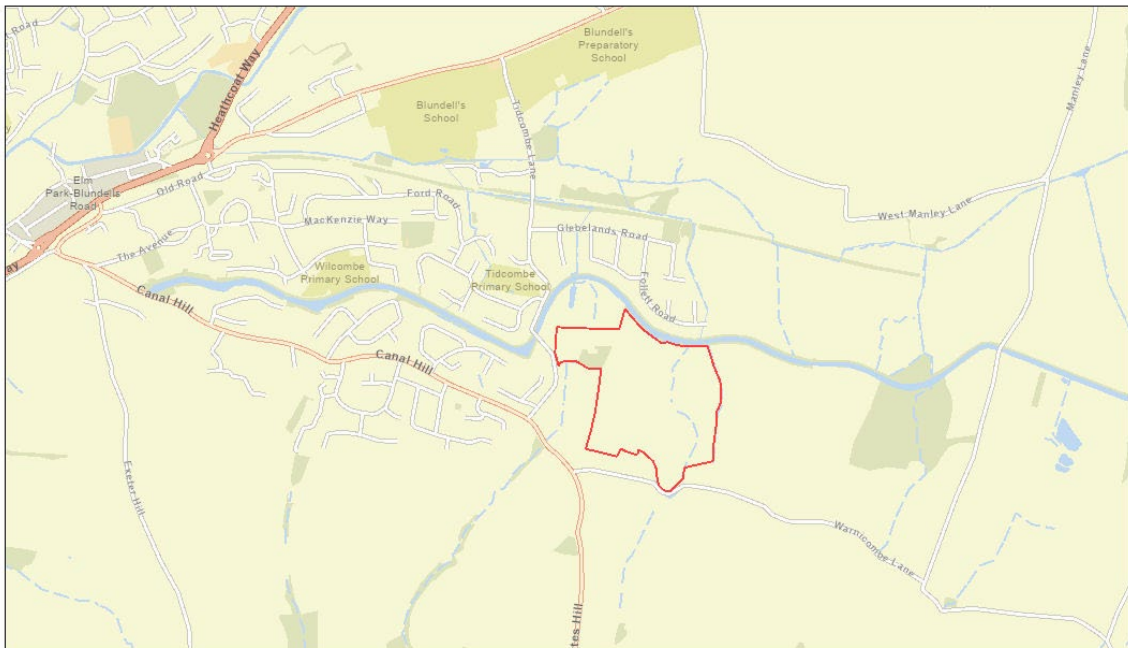 Road
Heathcoat Way
Blundell's
Preparatory
School
Blundell's
School
Tidcombe Lane
Manley Lane
Elm
Park-Blundells
Road
Old Road
Ford Road
MacKenzie Way
The Avenue
Glebelands Road
West Manley Lane
Wilcombe
Primary School
Tidcombe
Primary School
Follett Road
Canal Hill
Canal Hill
Exeter Hill
Warnicombe Lane
Hill